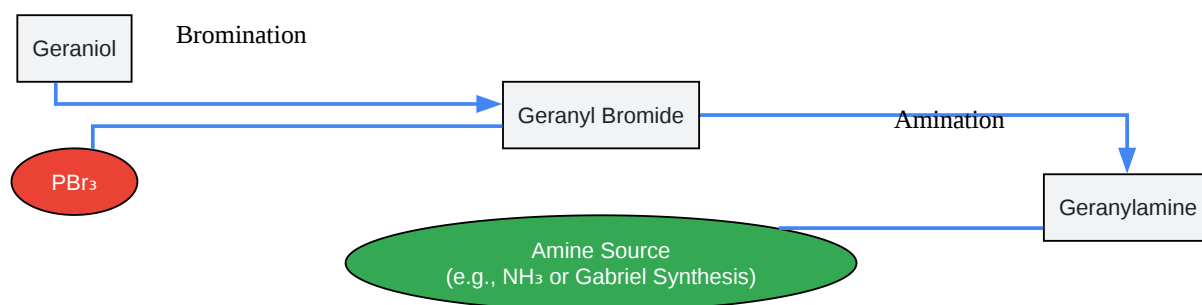 Geraniol
Bromination
Geranyl Bromide
Amination
PBr₃
Geranylamine
Amine Source
(e.g., NH₃ or Gabriel Synthesis)